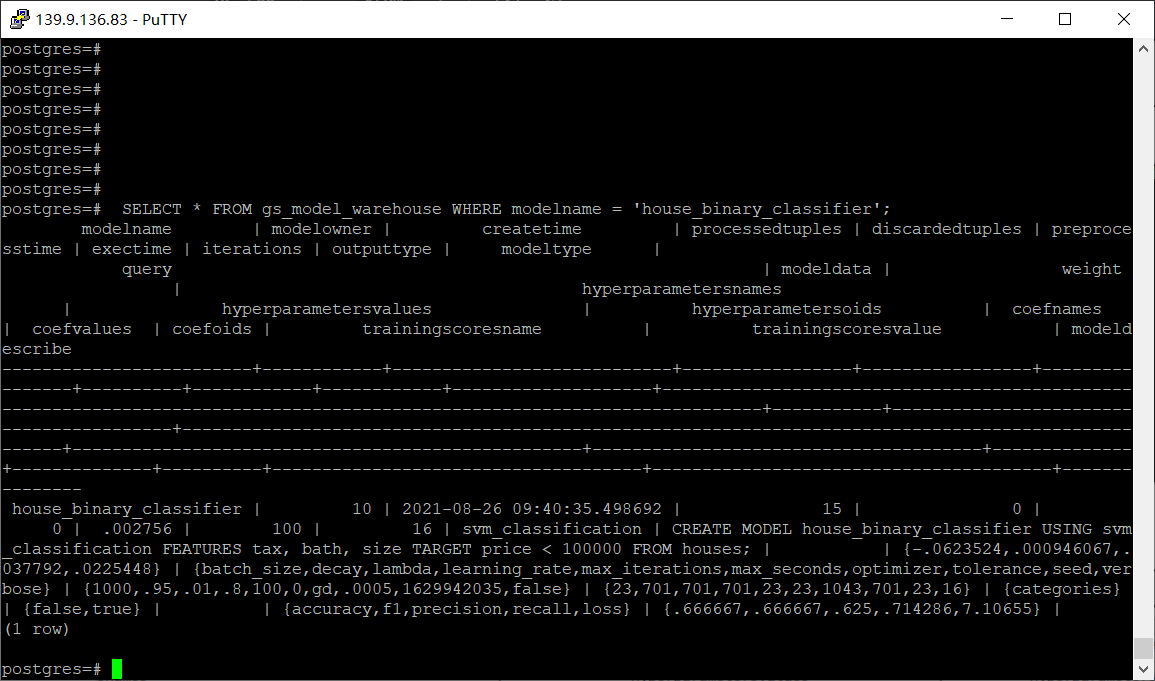 139.9.136.83 - PuTTY
postgres=#
postgres=#
postgres=#
postgres=#
postgres=#
postgres=#
postgres=#
postgres=#
postgres=#  SELECT * FROM gs_model_warehouse WHERE modelname = 'house_binary_classifier';
        modelname        | modelowner |         createtime         | processedtuples | discardedtuples | preproce
sstime | exectime | iterations | outputtype |     modeltype      |
            query                                                           | modeldata |                 weight
                 |                                        hyperparametersnames
      |               hyperparametersvalues               |          hyperparametersoids          |  coefnames
|  coefvalues  | coefoids |         trainingscoresname          |          trainingscoresvalue           | modeld
escribe
-------------------------+------------+----------------------------+-----------------+-----------------+---------
-------+----------+------------+------------+--------------------+-----------------------------------------------
----------------------------------------------------------------------------+-----------+------------------------
-----------------+-----------------------------------------------------------------------------------------------
------+---------------------------------------------------+---------------------------------------+--------------
+--------------+----------+-------------------------------------+----------------------------------------+-------
--------
 house_binary_classifier |         10 | 2021-08-26 09:40:35.498692 |              15 |               0 |
     0 |  .002756 |        100 |         16 | svm_classification | CREATE MODEL house_binary_classifier USING svm
_classification FEATURES tax, bath, size TARGET price < 100000 FROM houses; |           | {-.0623524,.000946067,.
037792,.0225448} | {batch_size,decay,lambda,learning_rate,max_iterations,max_seconds,optimizer,tolerance,seed,ver
bose} | {1000,.95,.01,.8,100,0,gd,.0005,1629942035,false} | {23,701,701,701,23,23,1043,701,23,16} | {categories}
| {false,true} |          | {accuracy,f1,precision,recall,loss} | {.666667,.666667,.625,.714286,7.10655} |
(1 row)
postgres=#